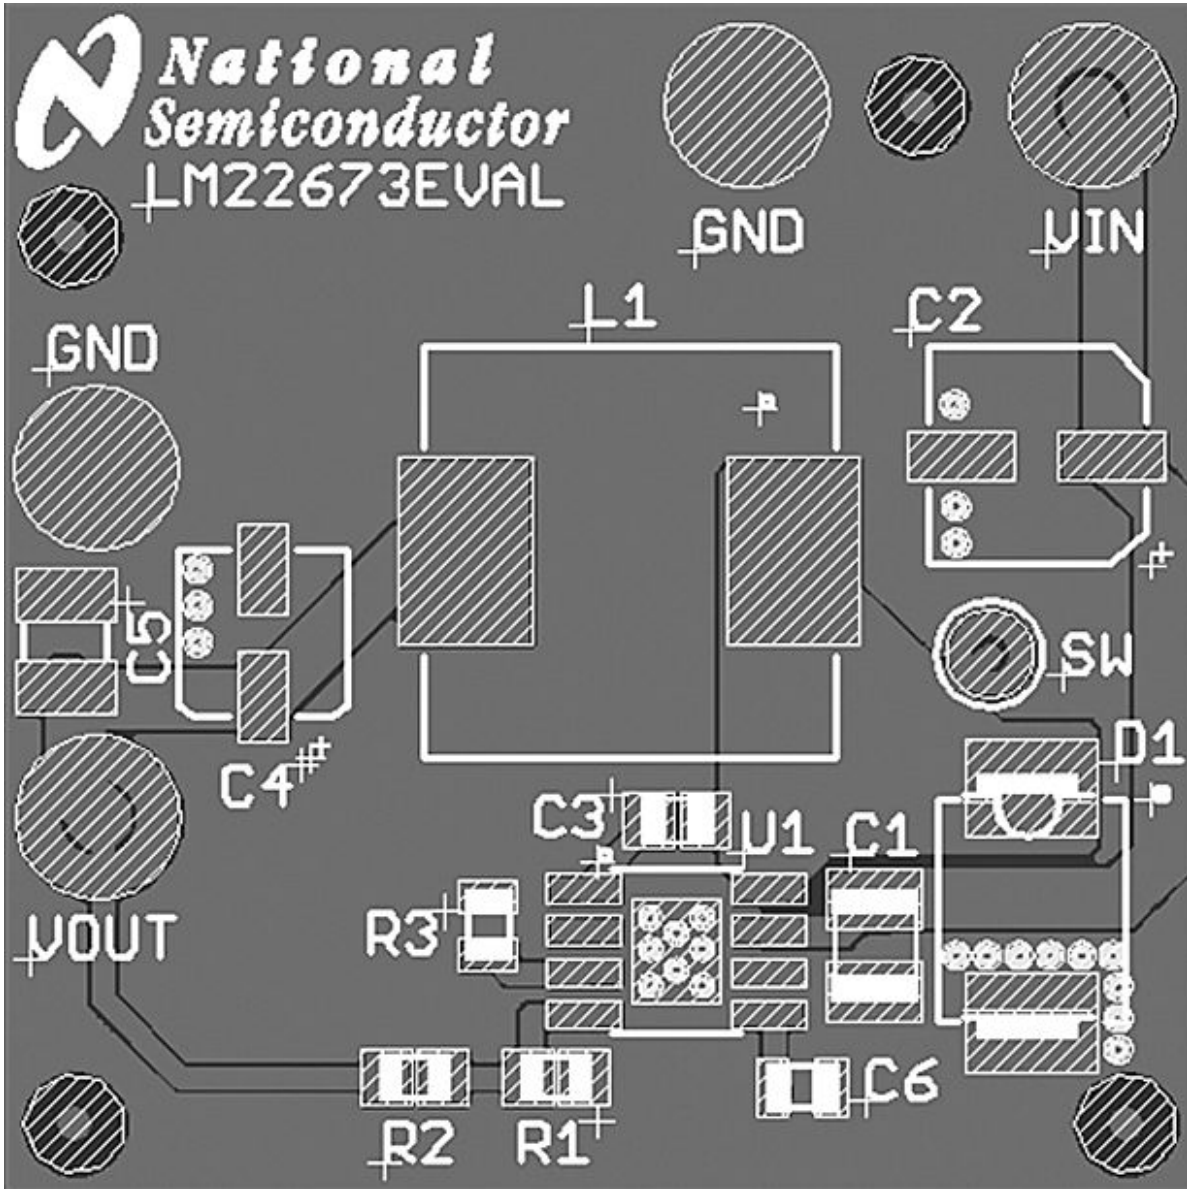 National
Semiconductor
LM22673EVAL
GND
VIN
L1
C2
GND
C5
SW
C4
D1
C3
U1
C1
R3
VOUT
C6
R2
R1